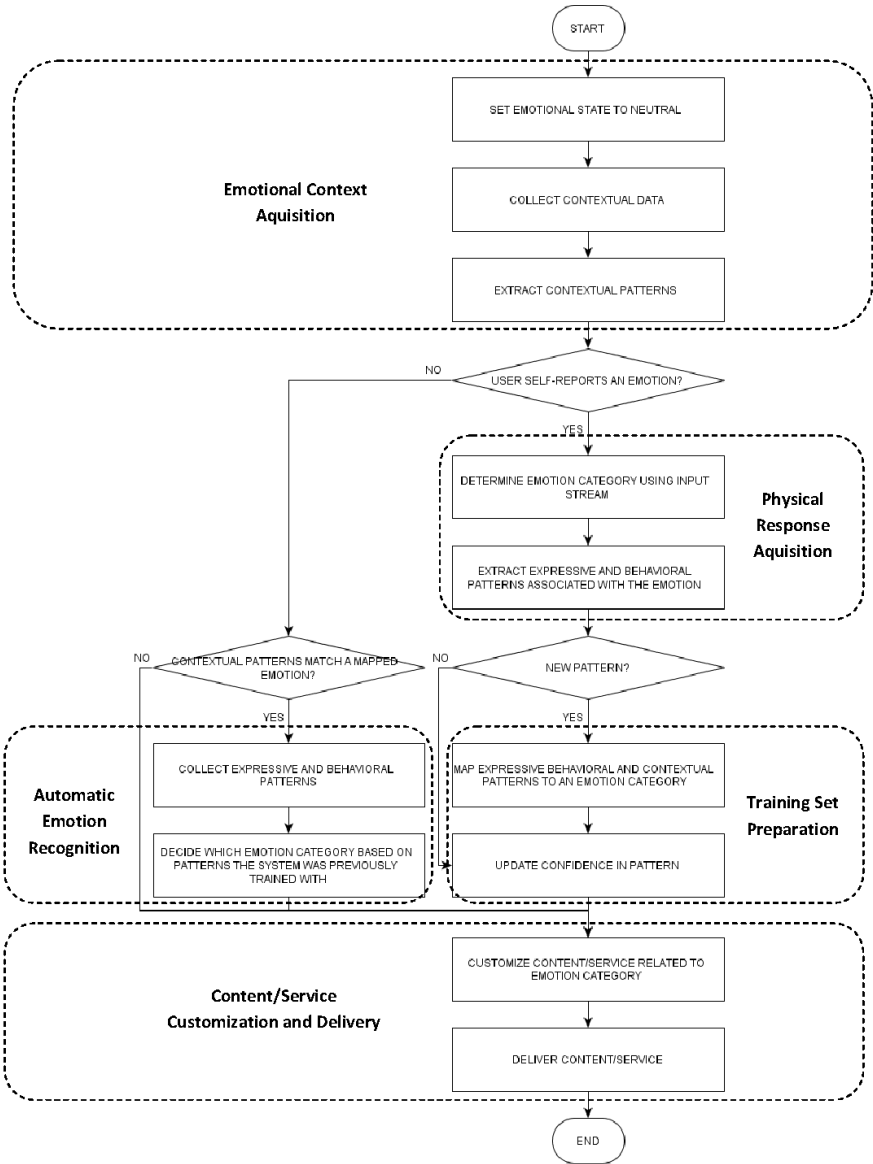 START
SET EMOTIONAL STATE TO NEUTRAL
Emotional Context
Aquisition
COLLECT CONTEXTUAL DATA
EXTRACT CONTEXTUAL PATTERNS
NO
USER SELF-REPORTS AN EMOTION?
YES
DETERMINE EMOTION CATEGORY USING INPUT
STREAM
Physical
Response
Aquisition
EXTRACT EXPRESSIVE AND BEHAVIORAL
PATTERNS ASSOCIATED WITH THE EMOTION
NO
CONTEXTUAL PATTERNS MATCH A MAPPED
EMOTION?
NO
NEW PATTERN?
YES
YES
COLLECT EXPRESSIVE AND BEHAVIORAL
PATTERNS
MAP EXPRESSIVE BEHAVIORAL AND CONTEXTUAL
PATTERNS TO AN EMOTION CATEGORY
Automatic
Emotion
Recognition
Training Set
Preparation
DECIDE WHICH EMOTION CATEGORY BASED ON
PATTERNS THE SYSTEM WAS PREVIOUSLY
TRAINED WITH
UPDATE CONFIDENCE IN PATTERN
CUSTOMIZE CONTENT/SERVICE RELATED TO
EMOTION CATEGORY
Content/Service
Customization and Delivery
DELIVER CONTENT/SERVICE
END